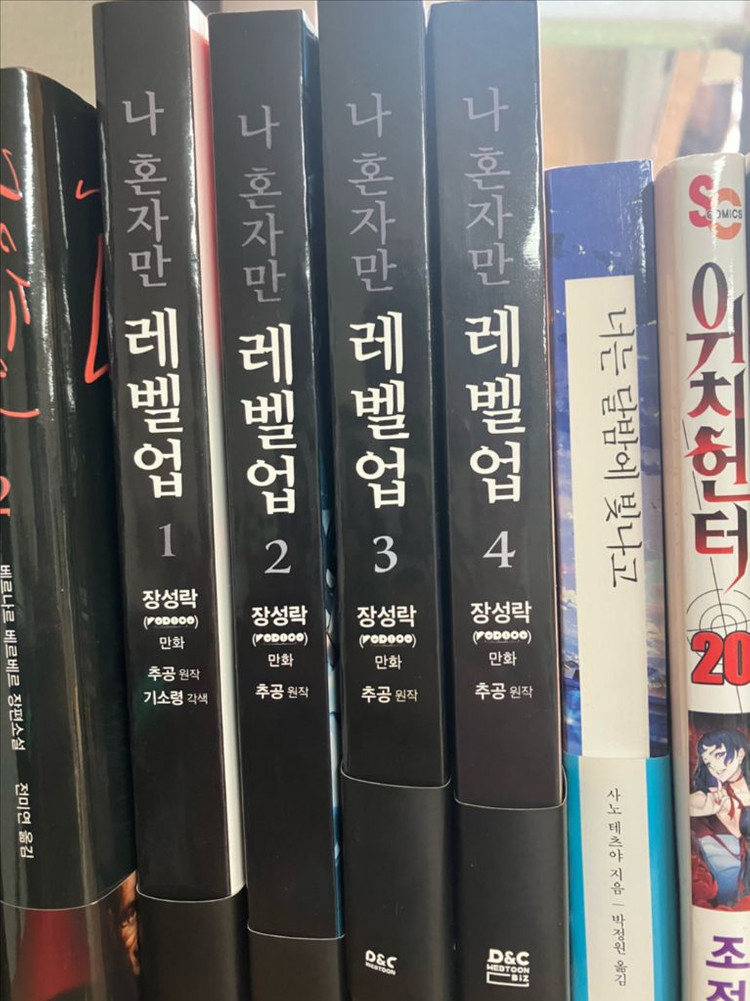 베르나르 베르베르 장편소설
전미연 옮김
나 혼자만 레벨업 1
장성락
(REDICE)
만화
추공 원작
기소령 각색
나 혼자만 레벨업 2
장성락
(REDICE)
만화
추공 원작
나 혼자만 레벨업 3
장성락
(REDICE)
만화
추공 원작
D&C
WEBTOON
나 혼자만 레벨업 4
장성락
(REDICE)
만화
추공 원작
D&C
WEBTOON
BIZ
너는 달밤에 빛나고
사노 테츠야 지음 | 박정원 옮김
SC
COMICS
위치헌터
20